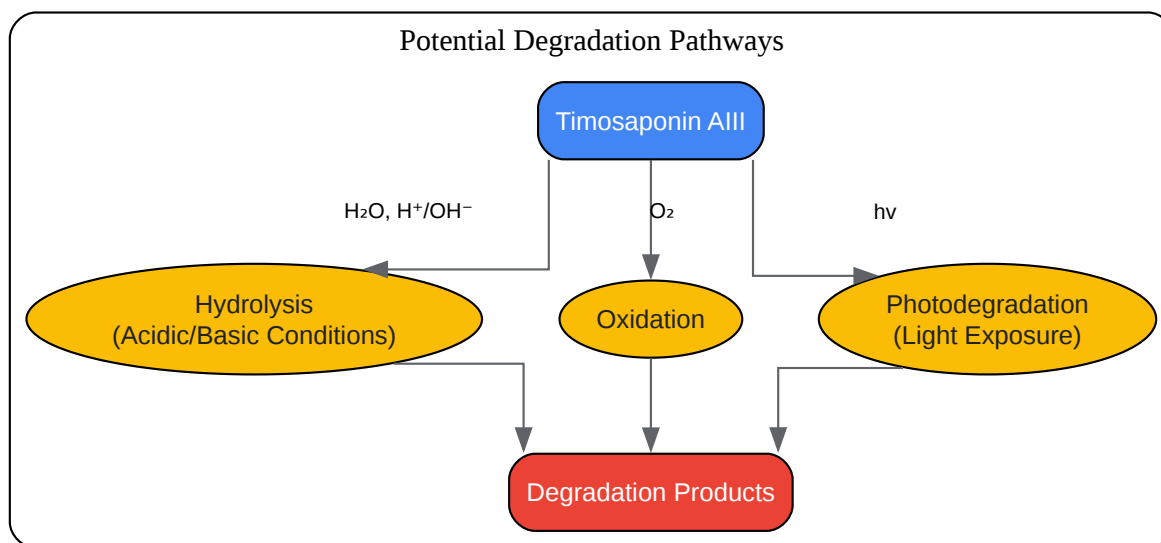 Potential Degradation Pathways
Timosaponin AIII
H₂O, H⁺/OH⁻
O₂
hv
Hydrolysis
(Acidic/Basic Conditions)
Oxidation
Photodegradation
(Light Exposure)
Degradation Products